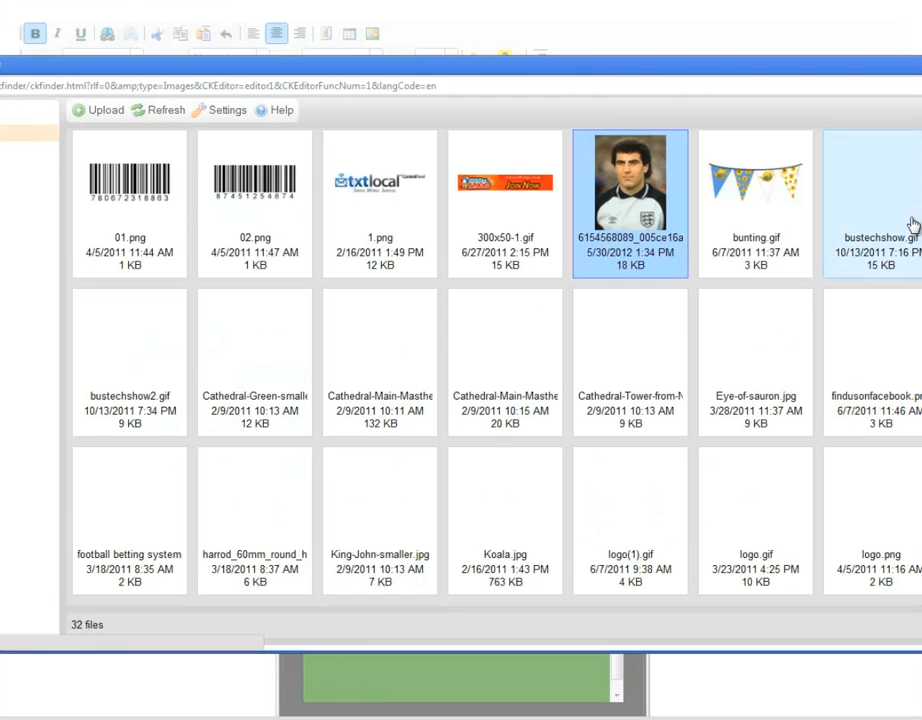 B I U
finder/ckfinder.html?rlf=0&amp;type=Images&CKEditor=editor1&CKEditorFuncNum=1&langCode=en
Upload Refresh Settings Help
780672318863
87451254874
txtlocal
JOIN NOW
01.png
4/5/2011 11:44 AM
1 KB
02.png
4/5/2011 11:47 AM
1 KB
1.png
2/16/2011 1:49 PM
12 KB
300x50-1.gif
6/27/2011 2:15 PM
15 KB
6154568089_005ce16a
5/30/2012 1:34 PM
18 KB
bunting.gif
6/7/2011 11:37 AM
3 KB
bustechshow.gif
10/13/2011 7:16 PM
15 KB
bustechshow2.gif
10/13/2011 7:34 PM
9 KB
Cathedral-Green-smalle
2/9/2011 10:13 AM
12 KB
Cathedral-Main-Masthe
2/9/2011 10:11 AM
132 KB
Cathedral-Main-Masthe
2/9/2011 10:15 AM
20 KB
Cathedral-Tower-from-N
2/9/2011 10:13 AM
9 KB
Eye-of-sauron.jpg
3/28/2011 11:37 AM
9 KB
findusonfacebook.pn
6/7/2011 11:46 AM
3 KB
football betting system
3/18/2011 8:35 AM
2 KB
harrod_60mm_round_h
3/18/2011 8:37 AM
6 KB
King-John-smaller.jpg
2/9/2011 10:13 AM
7 KB
Koala.jpg
2/16/2011 1:43 PM
763 KB
logo(1).gif
6/7/2011 9:38 AM
4 KB
logo.gif
3/23/2011 4:25 PM
10 KB
logo.png
4/5/2011 11:16 AM
2 KB
32 files